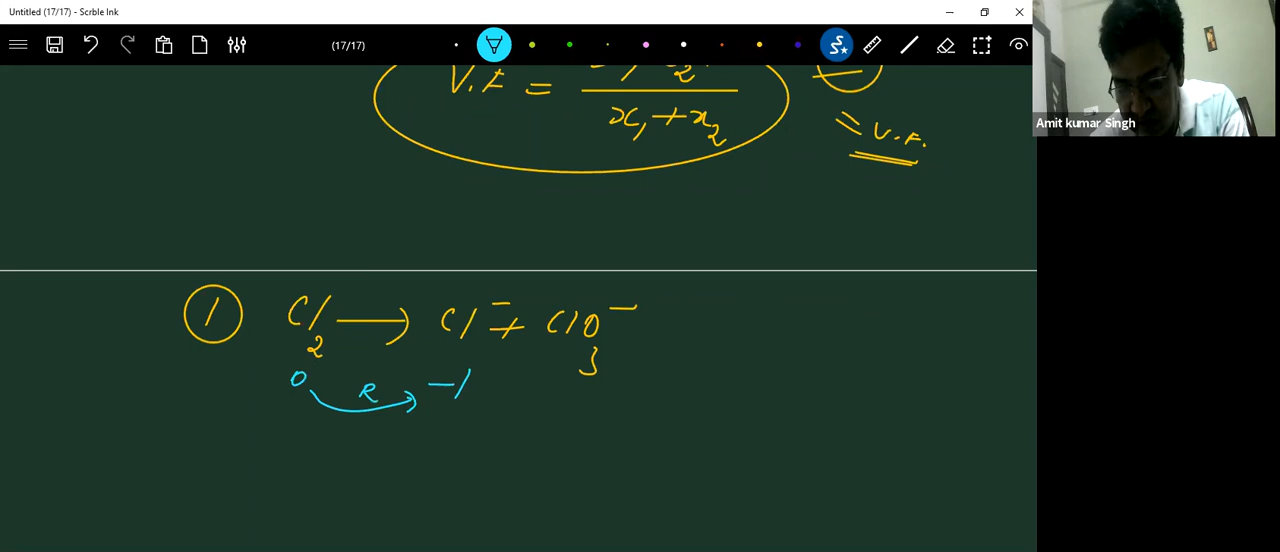 Untitled (17/17) - Scrble Ink
(17/17)
Amit kumar Singh
V.f =
x₁ + x₂
= V.F.
① Cl₂ ⟶ Cl⁻ + ClO₃⁻
0 R -1